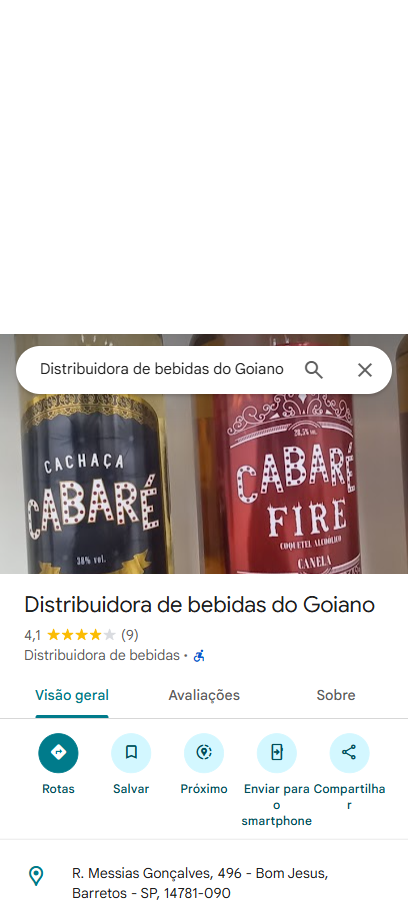 Distribuidora de bebidas do Goiano
CACHAÇA
CABARÉ
38% vol.
CABARÉ
FIRE
COQUETEL ALCOÓLICO
CANELA
Distribuidora de bebidas do Goiano
4,1 (9)
Distribuidora de bebidas •
Visão geral Avaliações Sobre
Rotas Salvar Próximo Enviar para o smartphone Compartilhar
R. Messias Gonçalves, 496 - Bom Jesus,
Barretos - SP, 14781-090